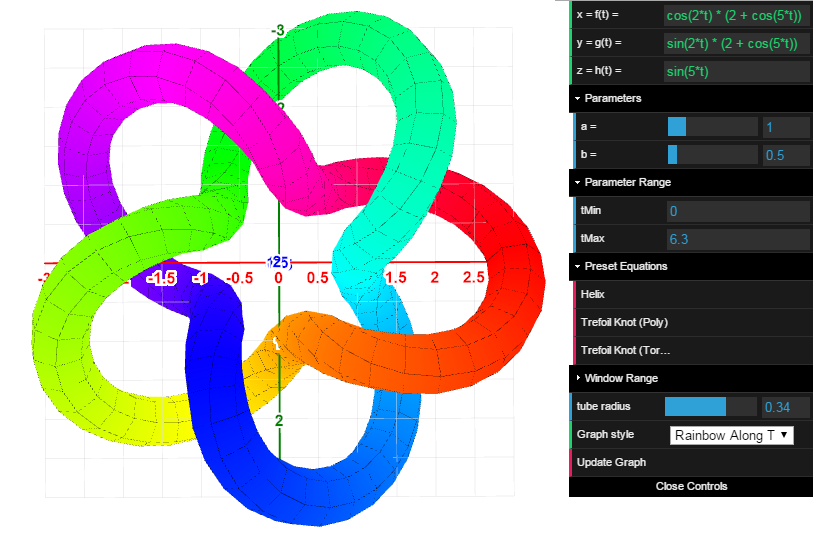 x = f(t) = cos(2*t) * (2 + cos(5*t))
y = g(t) = sin(2*t) * (2 + cos(5*t))
z = h(t) = sin(5*t)
Parameters
a = 1
b = 0.5
Parameter Range
tMin 0
tMax 6.3
Preset Equations
Helix
Trefoil Knot (Poly)
Trefoil Knot (Tor...
Window Range
tube radius 0.34
Graph style Rainbow Along T
Update Graph
Close Controls
-3
-1.5 -1 -0.5 0 0.5 1.5 2 2.5
2